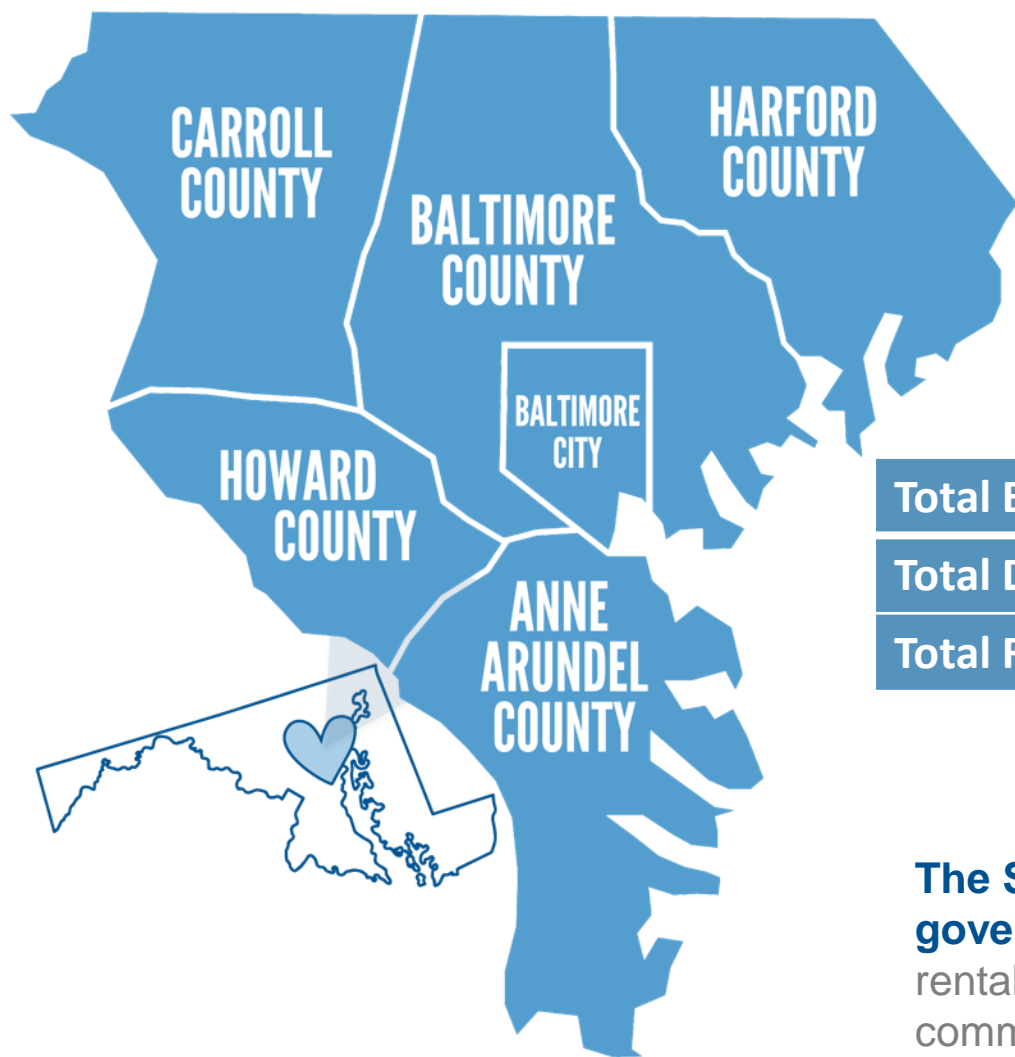 CARROLL
COUNTY
HARFORD
COUNTY
BALTIMORE
COUNTY
BALTIMORE
CITY
HOWARD
COUNTY
ANNE
ARUNDEL
COUNTY
Total
Total
Total
The
rental